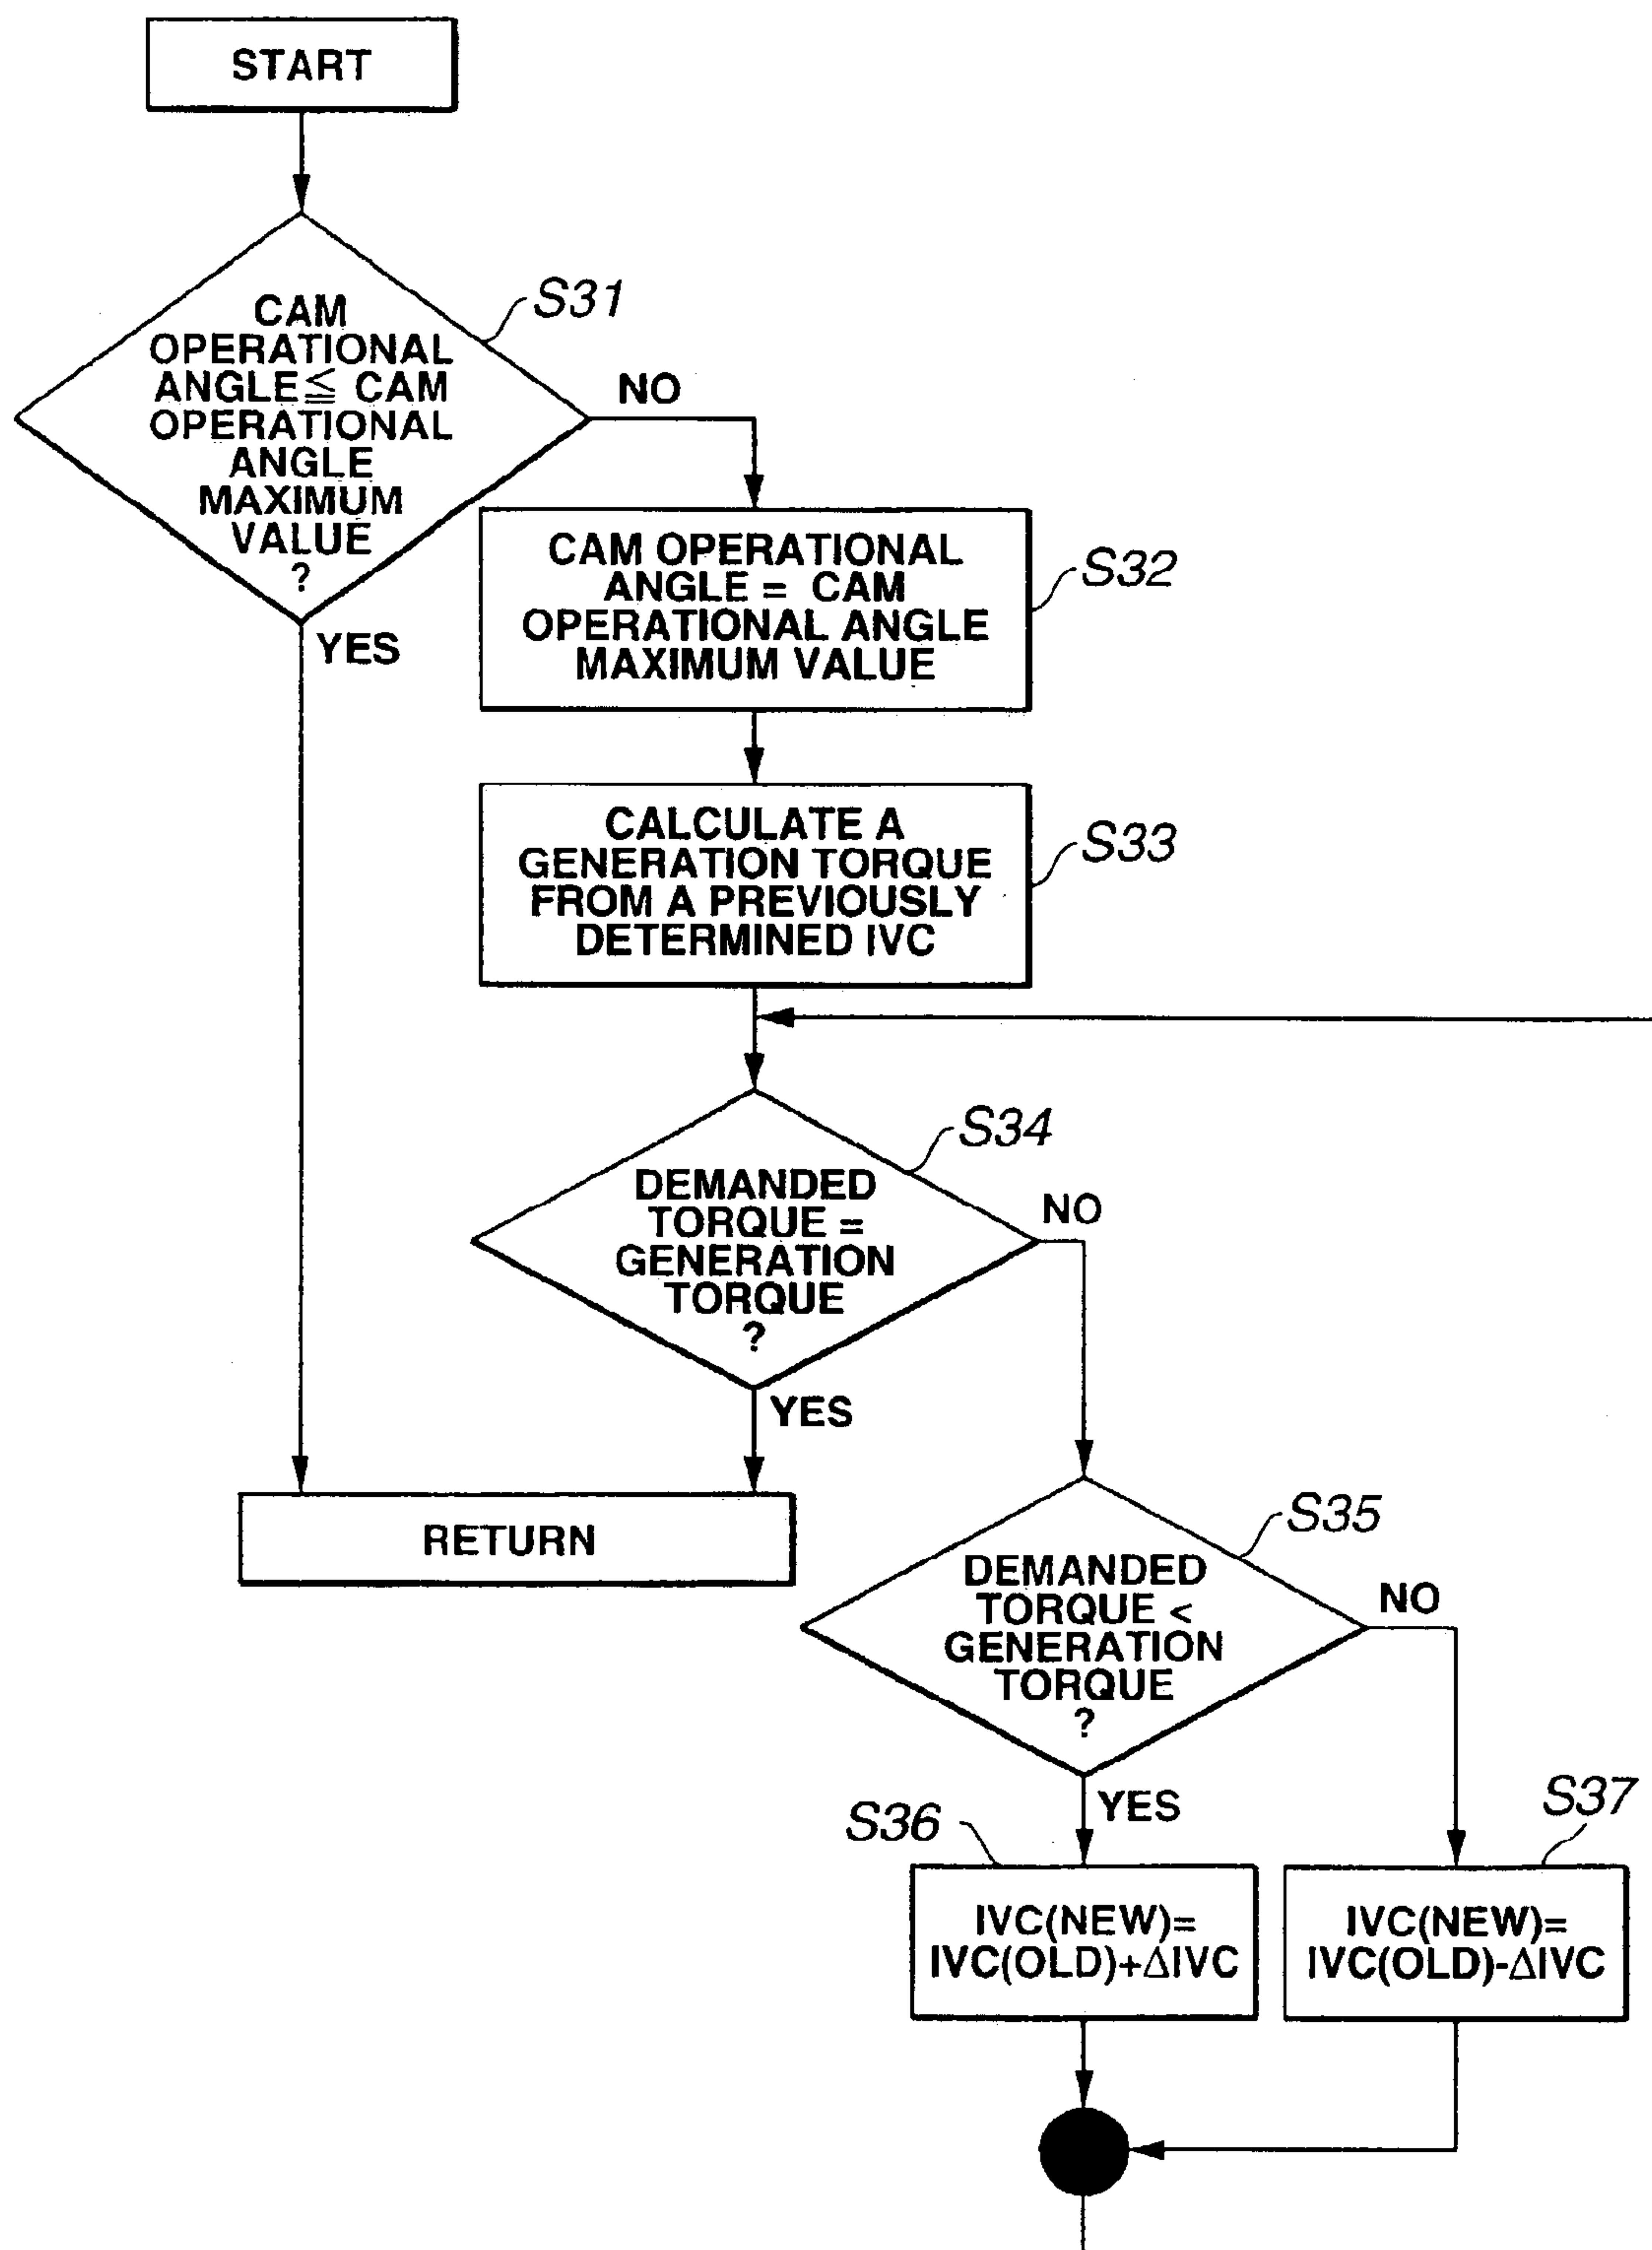 START
CAM
OPERATIONAL
ANGLE≦ CAM
OPERATIONAL
ANGLE
MAXIMUM
VALUE
?
S31
NO
YES
CAM OPERATIONAL
ANGLE = CAM
OPERATIONAL ANGLE
MAXIMUM VALUE
S32
CALCULATE A
GENERATION TORQUE
FROM A PREVIOUSLY
DETERMINED IVC
S33
DEMANDED
TORQUE =
GENERATION
TORQUE
?
S34
NO
YES
RETURN
DEMANDED
TORQUE <
GENERATION
TORQUE
?
S35
NO
YES
S36
IVC(NEW)=
IVC(OLD)+ΔIVC
S37
IVC(NEW)=
IVC(OLD)-ΔIVC